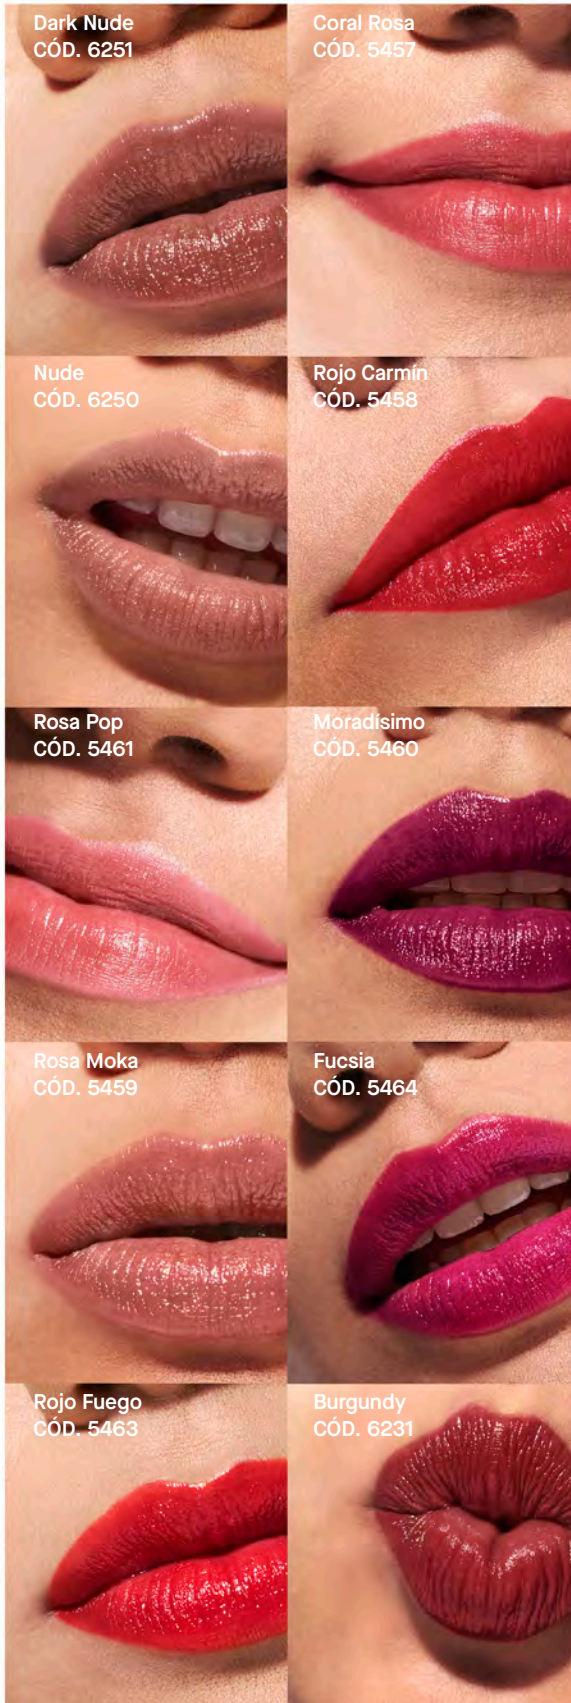 Dark Nude
CÓD. 6251
Coral Rosa
CÓD. 5457
Nude
CÓD. 6250
Rojo Carmín
CÓD. 5458
Rosa Pop
CÓD. 5461
Moradísimo
CÓD. 5460
Rosa Moka
CÓD. 5459
Fucsia
CÓD. 5464
Rojo Fuego
CÓD. 5463
Burgundy
CÓD. 6231